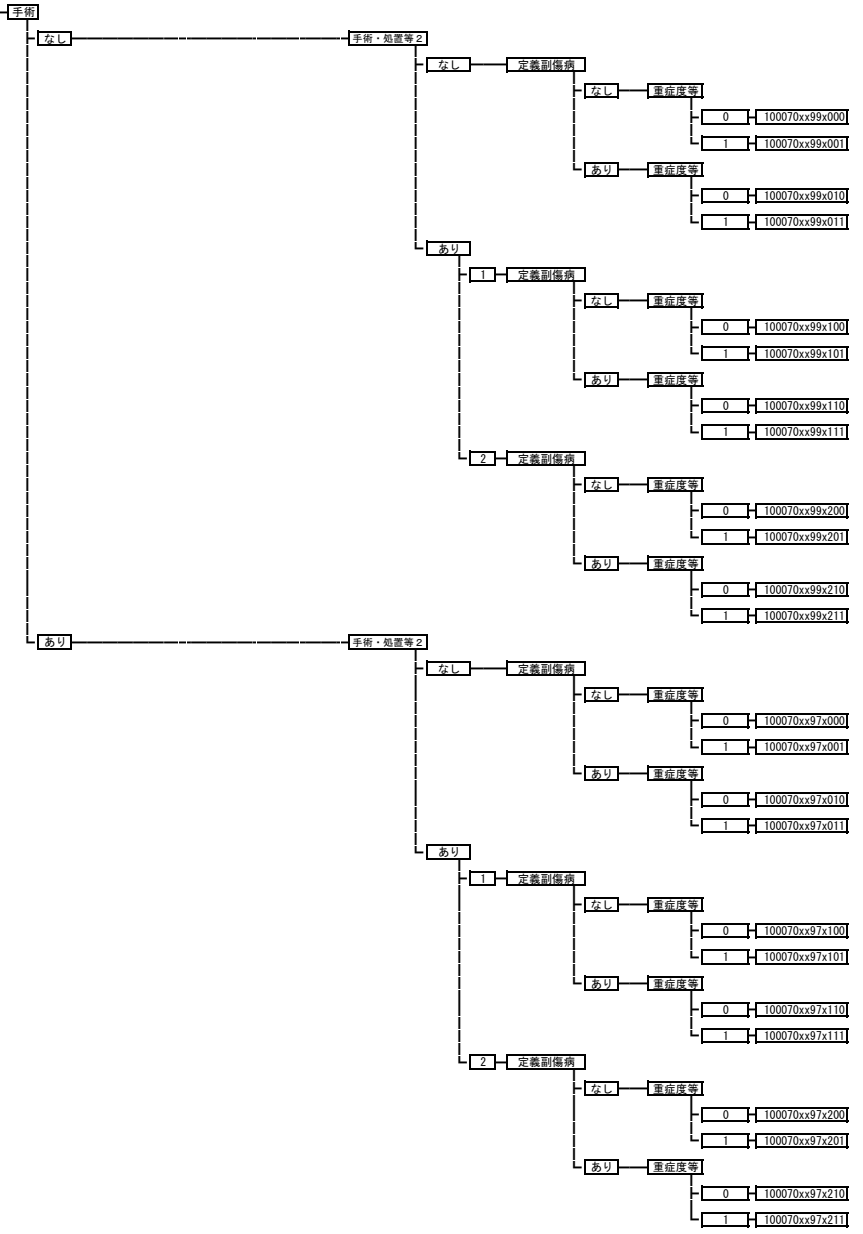 手術
なし 手術・処置等2
なし 定義副傷病
なし 重症度等
0 100070xx99x000
1 100070xx99x001
あり 重症度等
0 100070xx99x010
1 100070xx99x011
あり
1 定義副傷病
なし 重症度等
0 100070xx99x100
1 100070xx99x101
あり 重症度等
0 100070xx99x110
1 100070xx99x111
2 定義副傷病
なし 重症度等
0 100070xx99x200
1 100070xx99x201
あり 重症度等
0 100070xx99x210
1 100070xx99x211
あり 手術・処置等2
なし 定義副傷病
なし 重症度等
0 100070xx97x000
1 100070xx97x001
あり 重症度等
0 100070xx97x010
1 100070xx97x011
あり
1 定義副傷病
なし 重症度等
0 100070xx97x100
1 100070xx97x101
あり 重症度等
0 100070xx97x110
1 100070xx97x111
2 定義副傷病
なし 重症度等
0 100070xx97x200
1 100070xx97x201
あり 重症度等
0 100070xx97x210
1 100070xx97x211